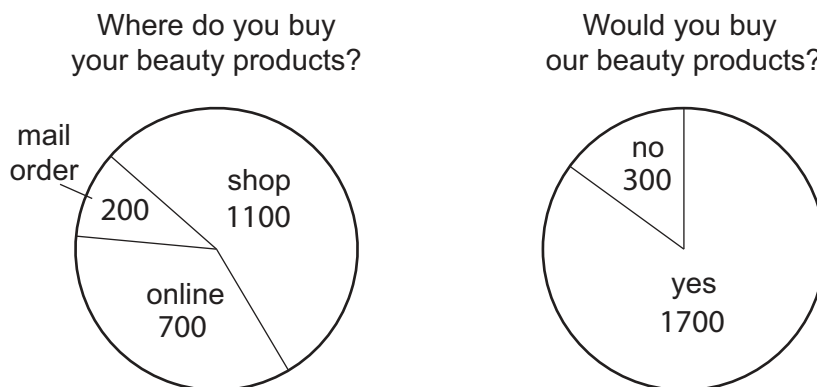 Where do you buy
your beauty products?
mail
order
200
shop
1100
online
700
Would you buy
our beauty products?
no
300
yes
1700